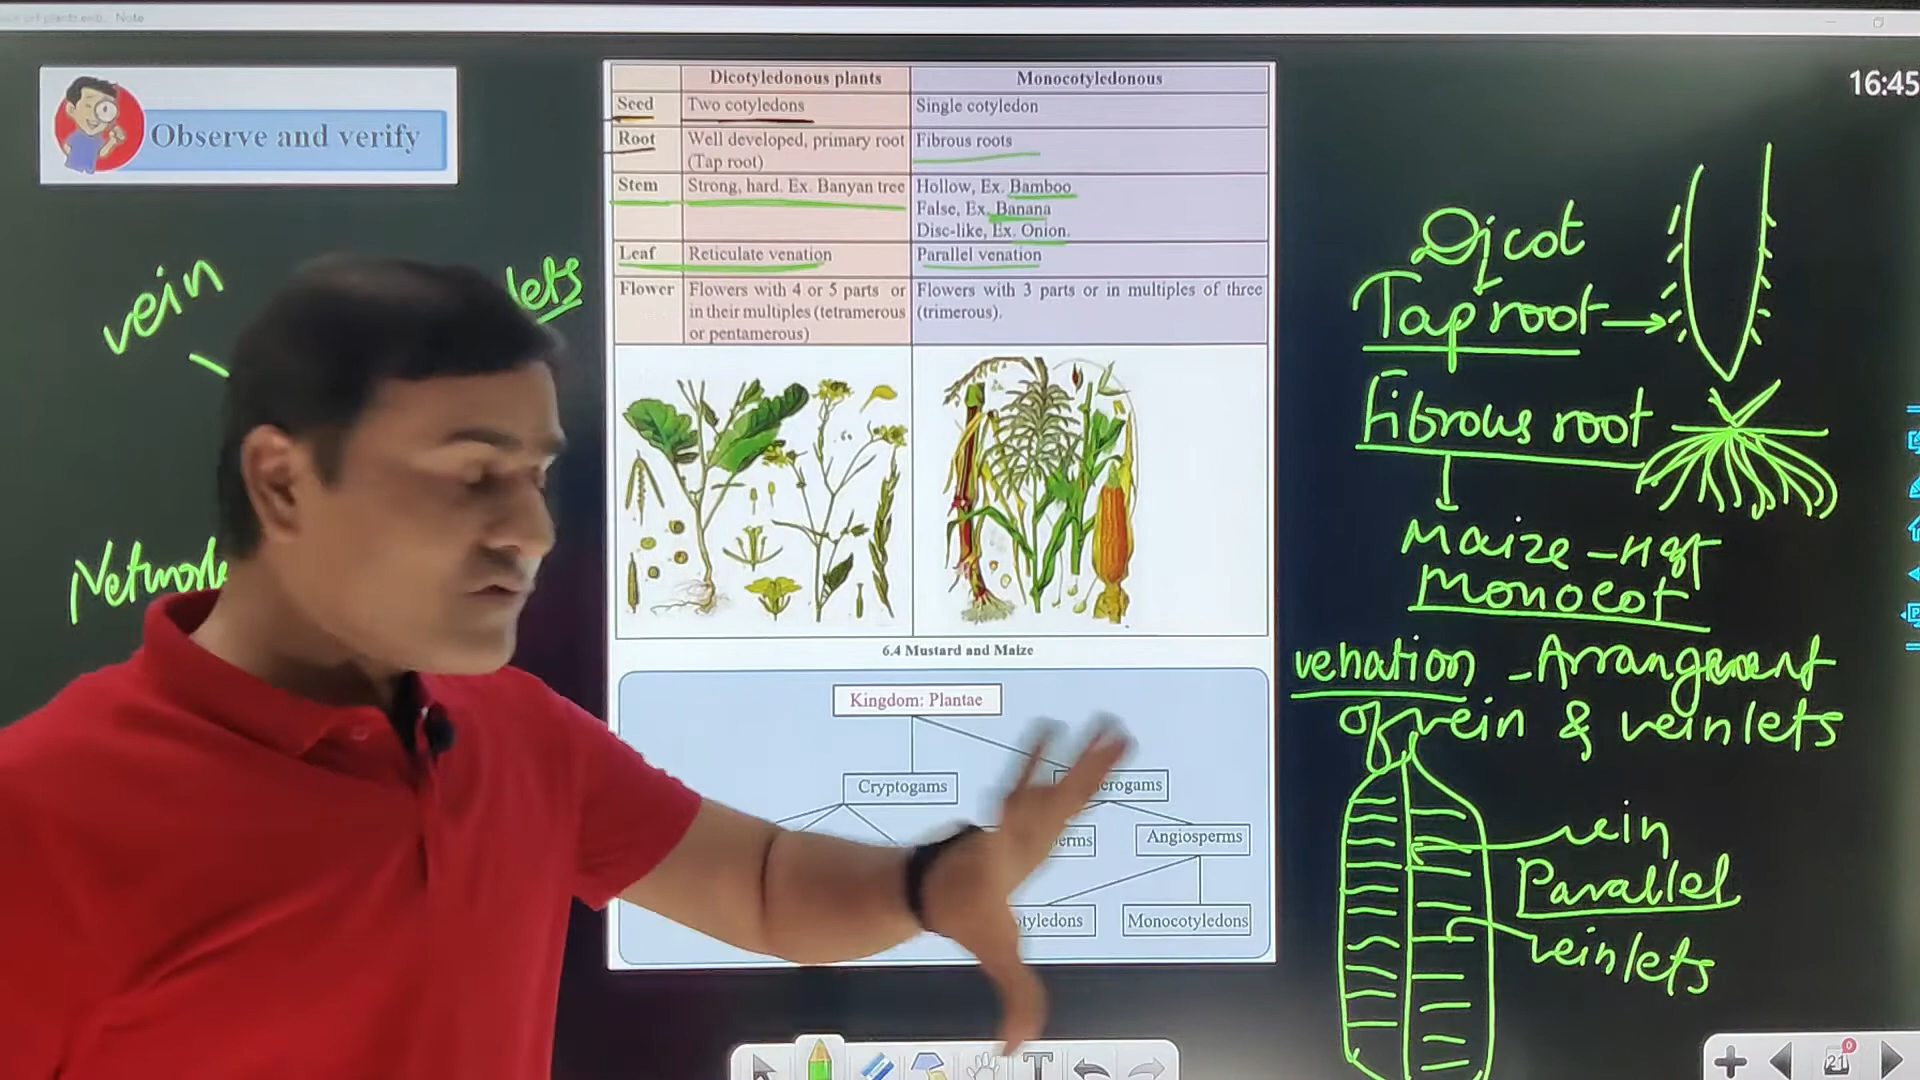 Note
16:45
Observe and verify
Dicotyledonous plants
Monocotyledonous
Seed
Two cotyledons
Single cotyledon
Root
Well developed, primary root
(Tap root)
Fibrous roots
Stem
Strong, hard. Ex. Banyan tree
Hollow, Ex. Bamboo
False, Ex. Banana
Disc-like, Ex. Onion.
Leaf
Reticulate venation
Parallel venation
Flower
Flowers with 4 or 5 parts or
in their multiples (tetramerous
or pentamerous)
Flowers with 3 parts or in multiples of three
(trimerous).
6.4 Mustard and Maize
Kingdom: Plantae
Cryptogams
Angiosperms
Monocotyledons
vein
Dicot
Tap root
Fibrous root
Maize
Monocot
venation - Arrangement
of vein & veinlets
vein
Parallel
veinlets
21
0
T